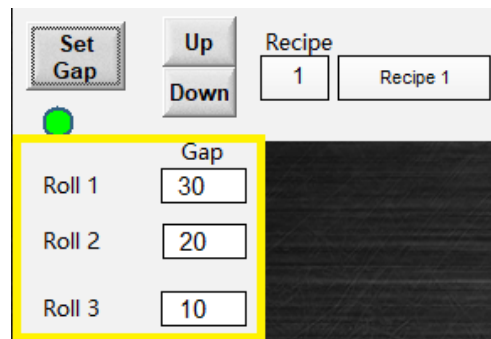 Set
Gap
Up
Down
Recipe
1
Recipe 1
Gap
Roll 1
30
Roll 2
20
Roll 3
10